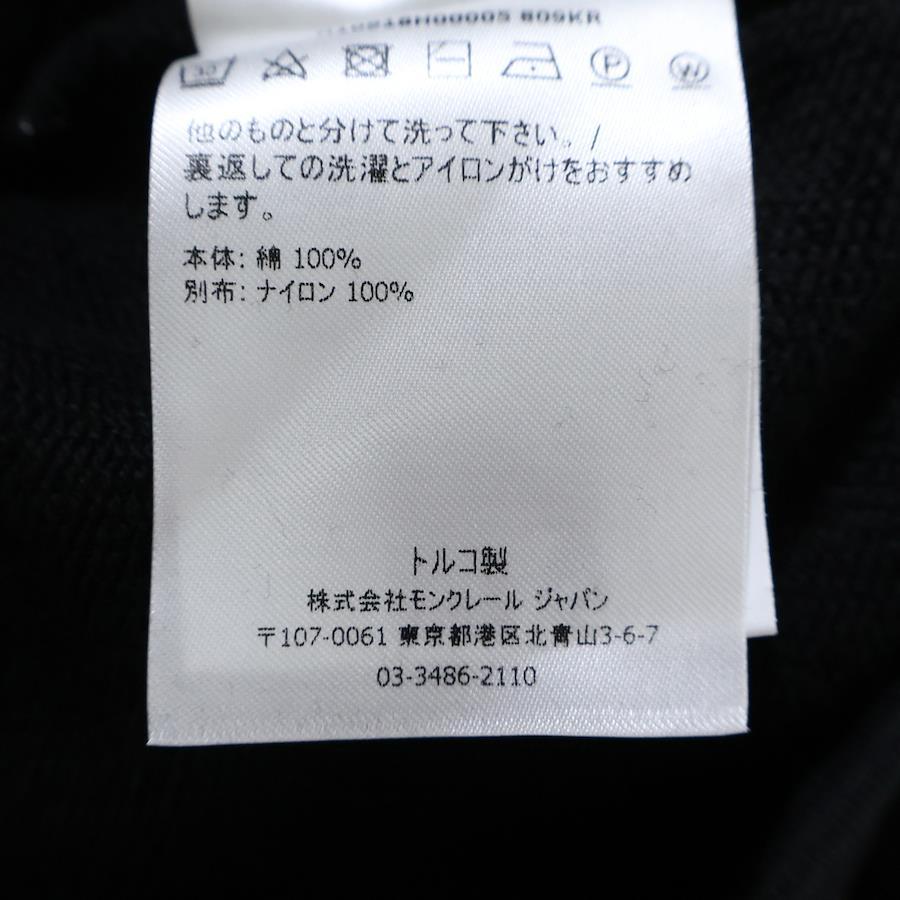 809KR
30
P
W
他のものと分けて洗って下さい。/
裏返しての洗濯とアイロンがけをおすすめ
します。
本体: 綿 100%
別布: ナイロン 100%
トルコ製
株式会社モンクレール ジャパン
〒107-0061 東京都港区北青山3-6-7
03-3486-2110